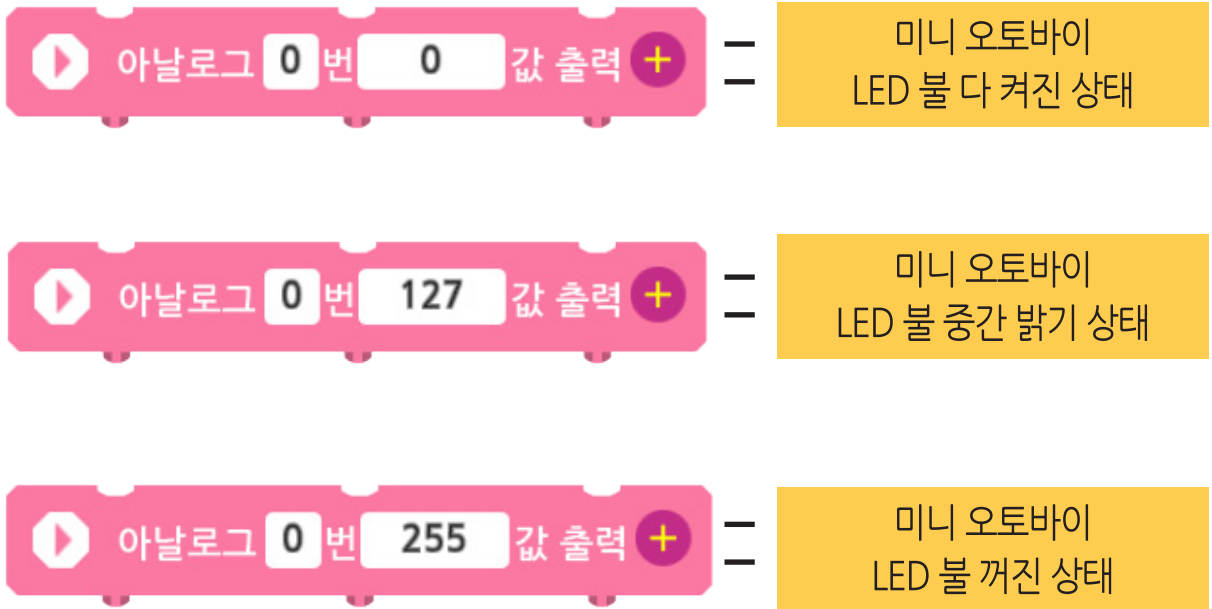 아날로그 0 번 0 값 출력 +
미니 오토바이
LED 불 다 켜진 상태
아날로그 0 번 127 값 출력 +
미니 오토바이
LED 불 중간 밝기 상태
아날로그 0 번 255 값 출력 +
미니 오토바이
LED 불 꺼진 상태